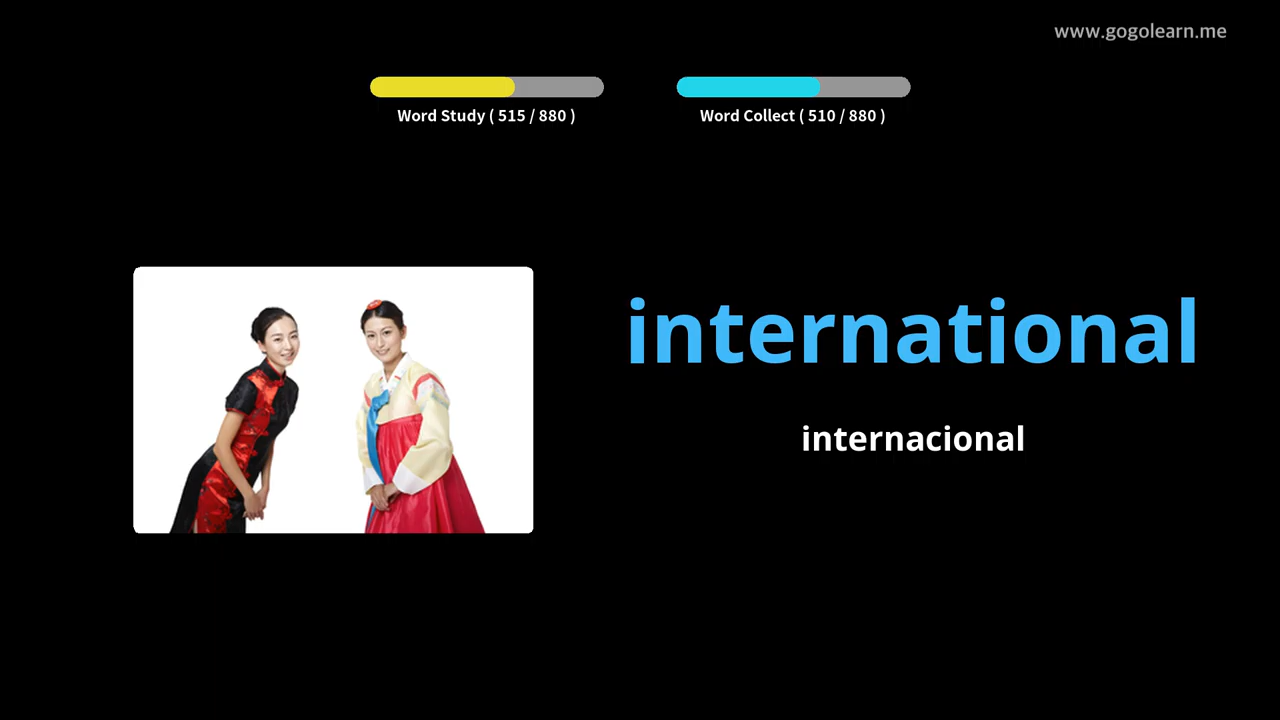 www.gogolearn.me
Word Study ( 515 / 880 )
Word Collect ( 510 / 880 )
international
internacional